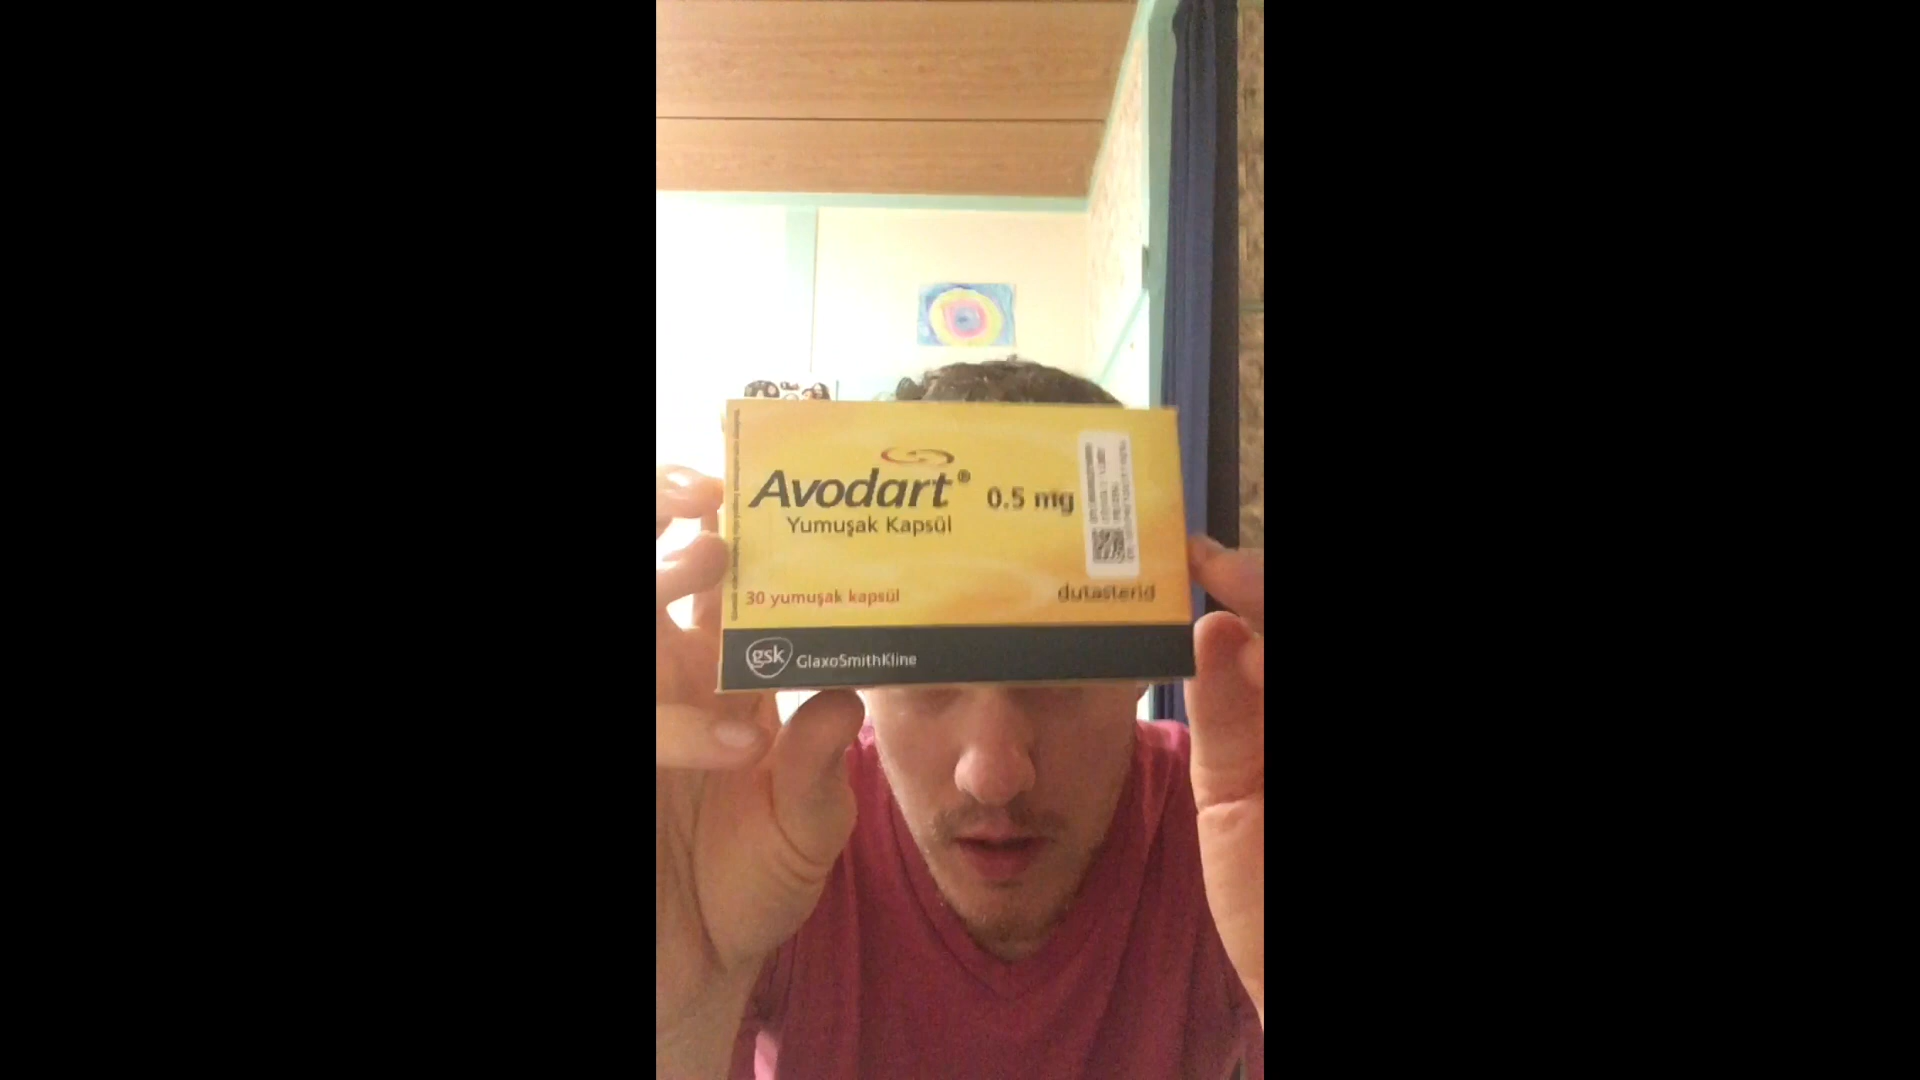 Avodart® 0.5 mg
Yumuşak Kapsül
30 yumuşak kapsül
dutasterid
gsk GlaxoSmithKline